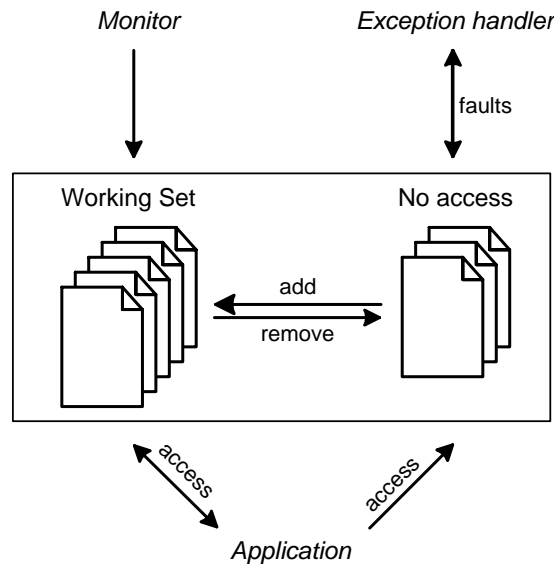 Monitor
Exception handler
faults
Working Set
No access
add
remove
access
access
Application